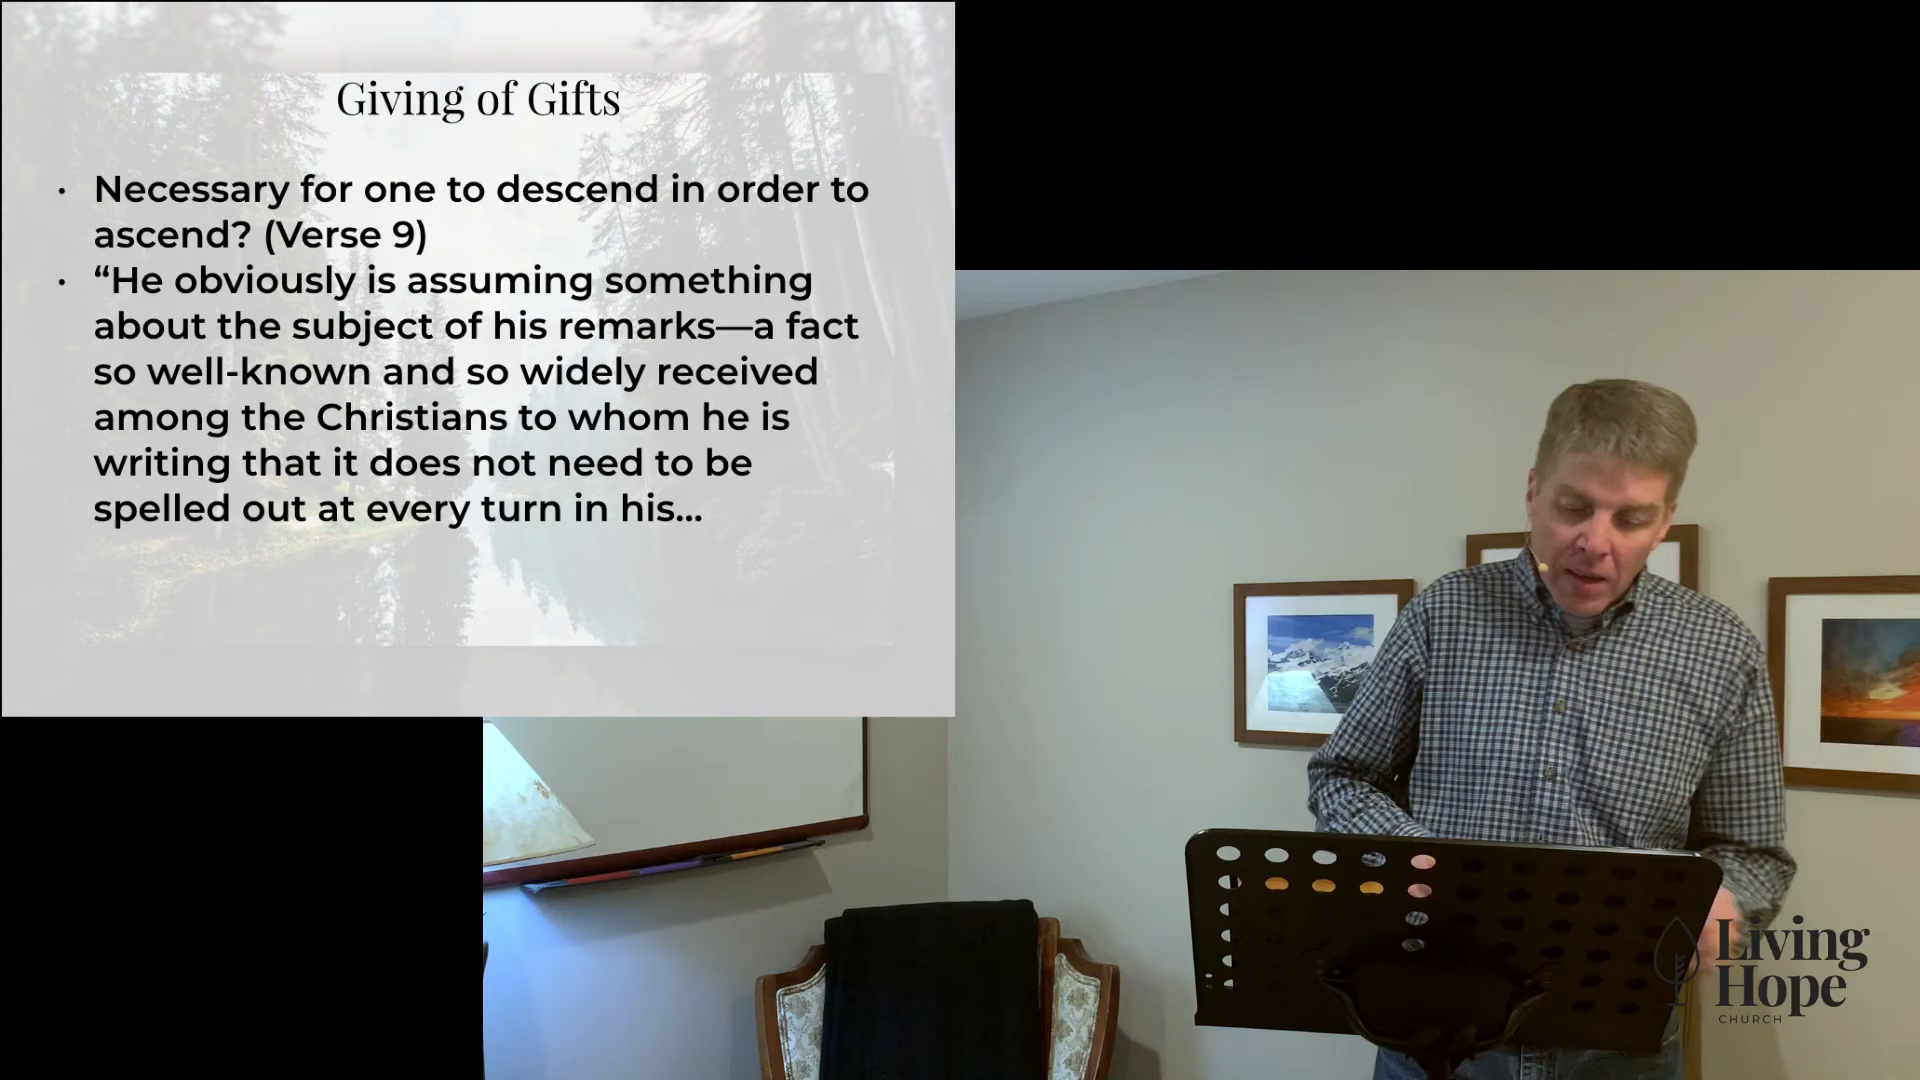 Giving of Gifts
· Necessary for one to descend in order to
ascend? (Verse 9)
· “He obviously is assuming something
about the subject of his remarks—a fact
so well-known and so widely received
among the Christians to whom he is
writing that it does not need to be
spelled out at every turn in his...
Living
Hope
CHURCH